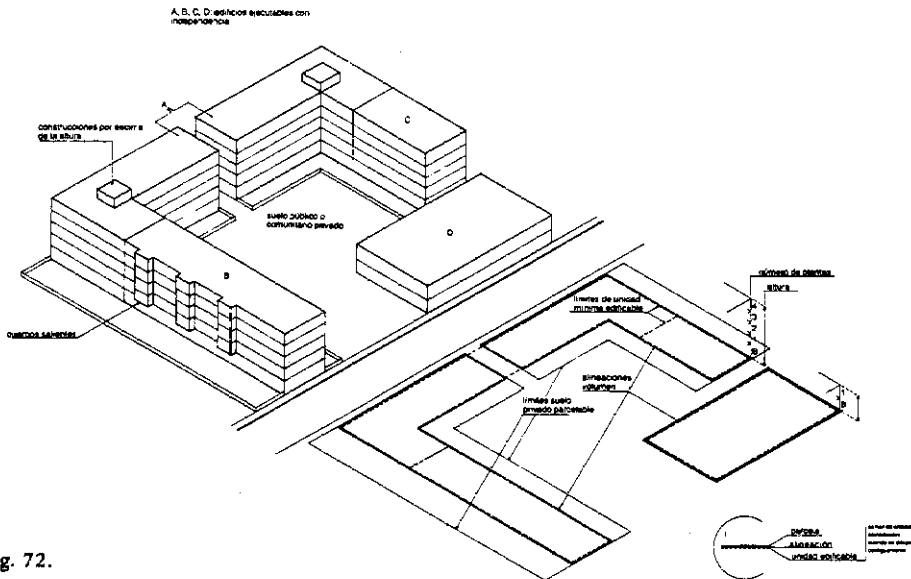 A, B, C, D: edificios ejecutables con
independencia
A
construcciones por encima
de la altura
C
suelo público o
comunitario privado
D
B
cuerpos salientes
número de plantas
altura
límites de unidad
mínima edificable
alineaciones
volumen
límites suelo
privado parcelable
B
B
parcela
alineación
unidad edificable
g. 72.